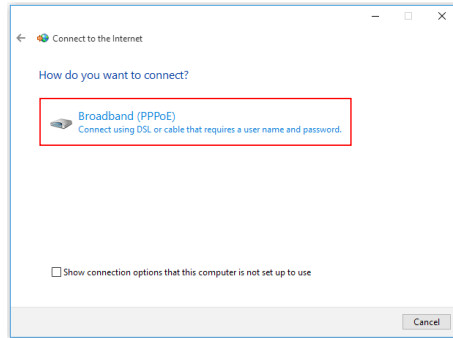 Connect to the Internet
How do you want to connect?
Broadband (PPPoE)
Connect using DSL or cable that requires a user name and password.
Show connection options that this computer is not set up to use
Cancel